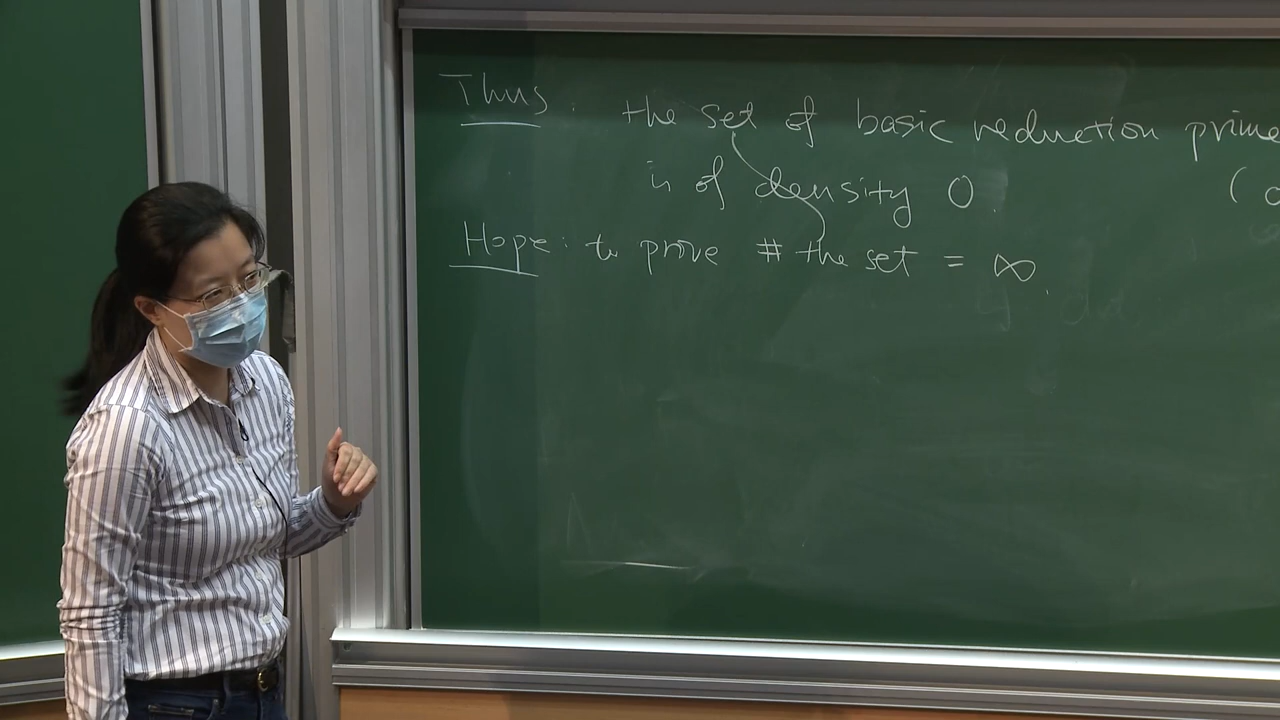 Thus: the set of basic reduction prime
is of density 0. (
Hope: to prove # the set = ∞.